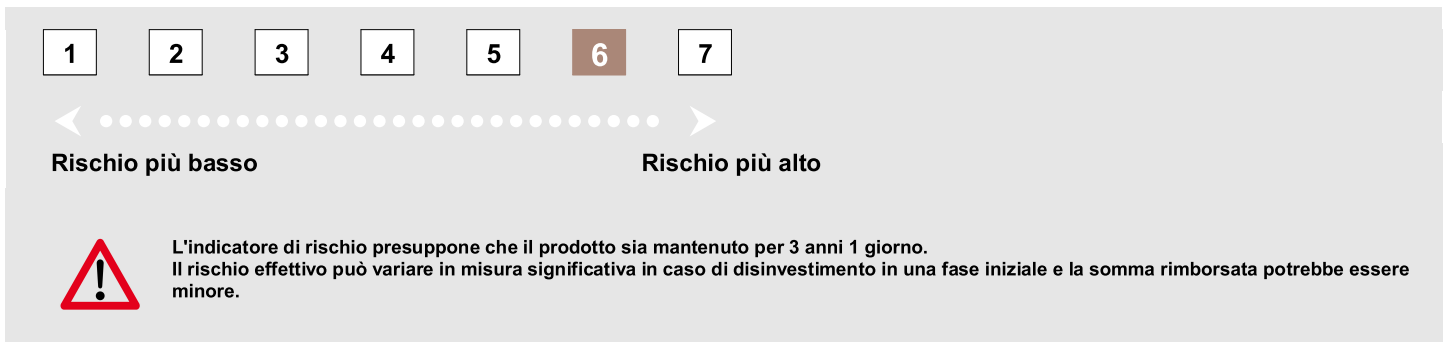 1 2 3 4 5 6 7
Rischio più basso Rischio più alto
L'indicatore di rischio presuppone che il prodotto sia mantenuto per 3 anni 1 giorno.
Il rischio effettivo può variare in misura significativa in caso di disinvestimento in una fase iniziale e la somma rimborsata potrebbe essere
minore.